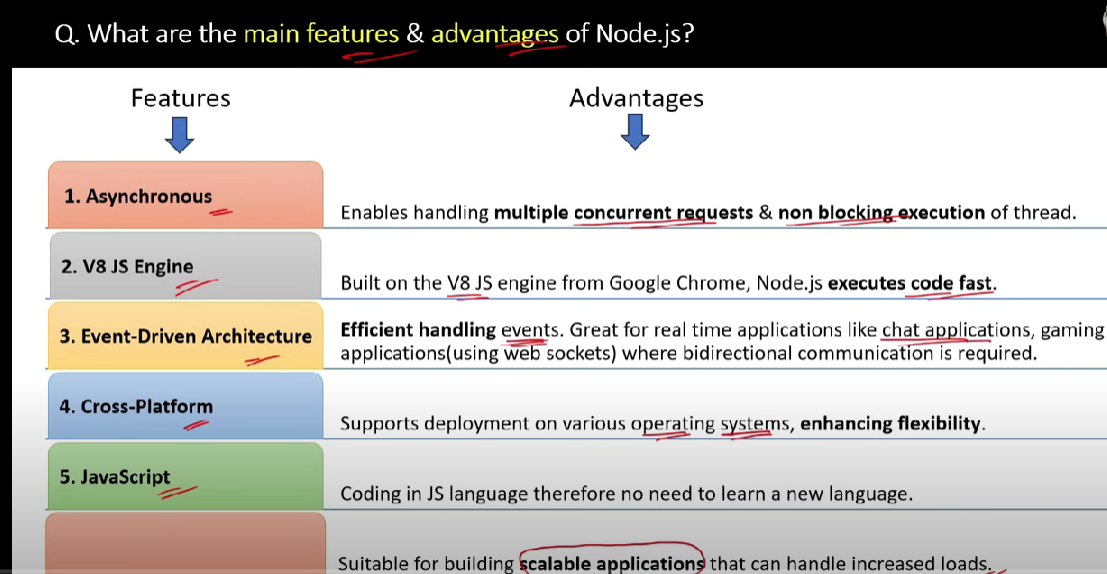 Q. What are the main features & advantages of Node.js?
Features
Advantages
1. Asynchronous
Enables handling multiple concurrent requests & non blocking execution of thread.
2. V8 JS Engine
Built on the V8 JS engine from Google Chrome, Node.js executes code fast.
3. Event-Driven Architecture
Efficient handling events. Great for real time applications like chat applications, gaming
applications(using web sockets) where bidirectional communication is required.
4. Cross-Platform
Supports deployment on various operating systems, enhancing flexibility.
5. JavaScript
Coding in JS language therefore no need to learn a new language.
Suitable for building scalable applications that can handle increased loads.